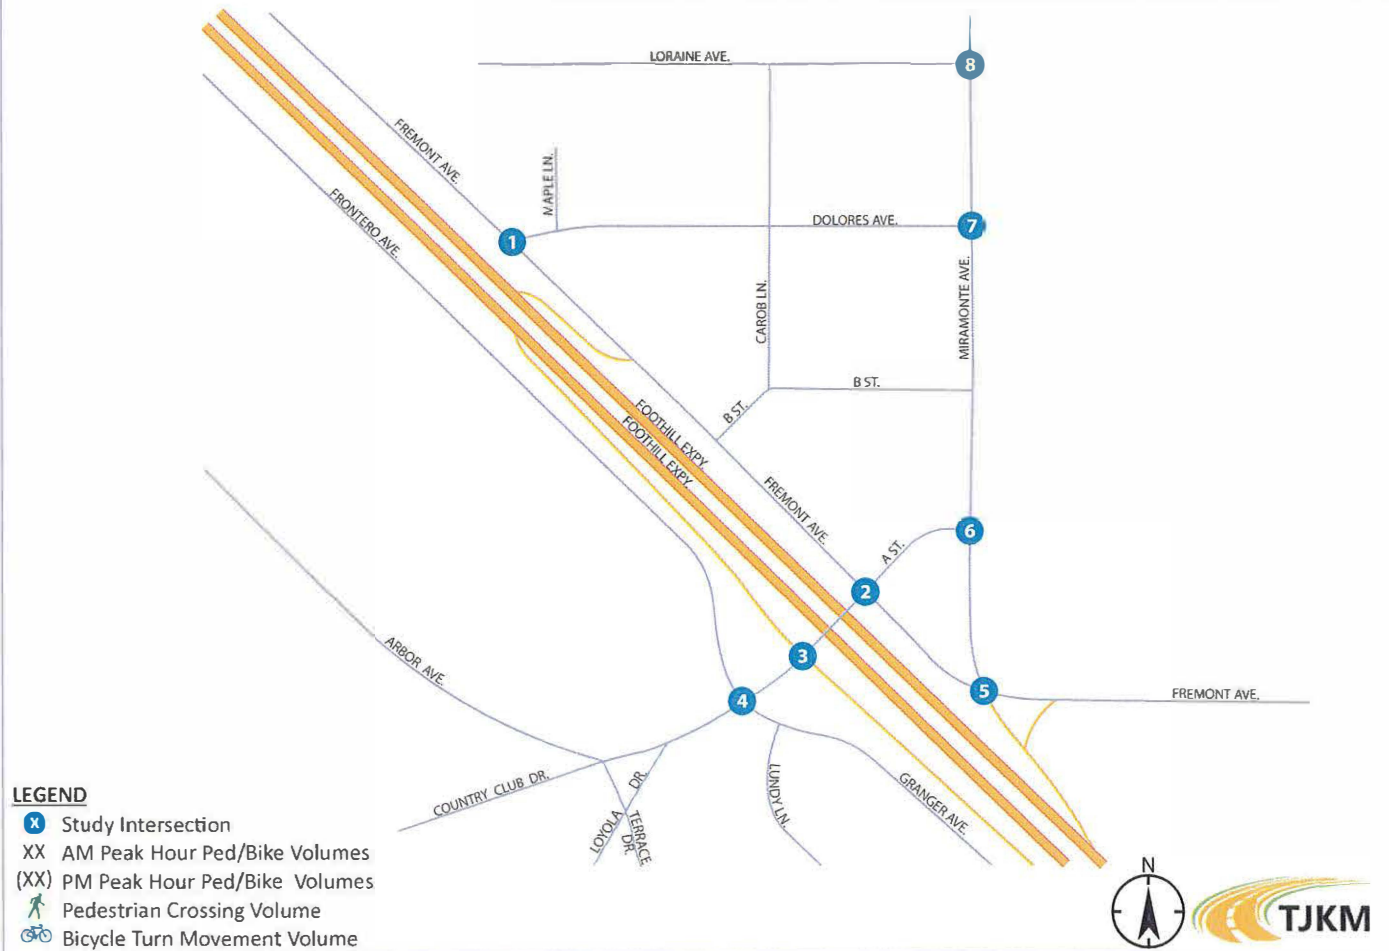 LORAINE AVE.
8
FREMONT AVE.
MAPLE LN.
FRONTERO AVE.
DOLORES AVE.
7
1
MIRAMONTE AVE.
CAROB LN.
B ST.
B ST.
FOOTHILL EXPY.
FOOTHILL EXPY.
FREMONT AVE.
6
A ST.
2
3
ARBOR AVE.
4
5
FREMONT AVE.
COUNTRY CLUB DR.
LOYOLA DR.
TERRACE DR.
LUNDY LN.
GRANGER AVE.
LEGEND
X Study Intersection
XX AM Peak Hour Ped/Bike Volumes
(XX) PM Peak Hour Ped/Bike Volumes
Pedestrian Crossing Volume
Bicycle Turn Movement Volume
N
TJKM